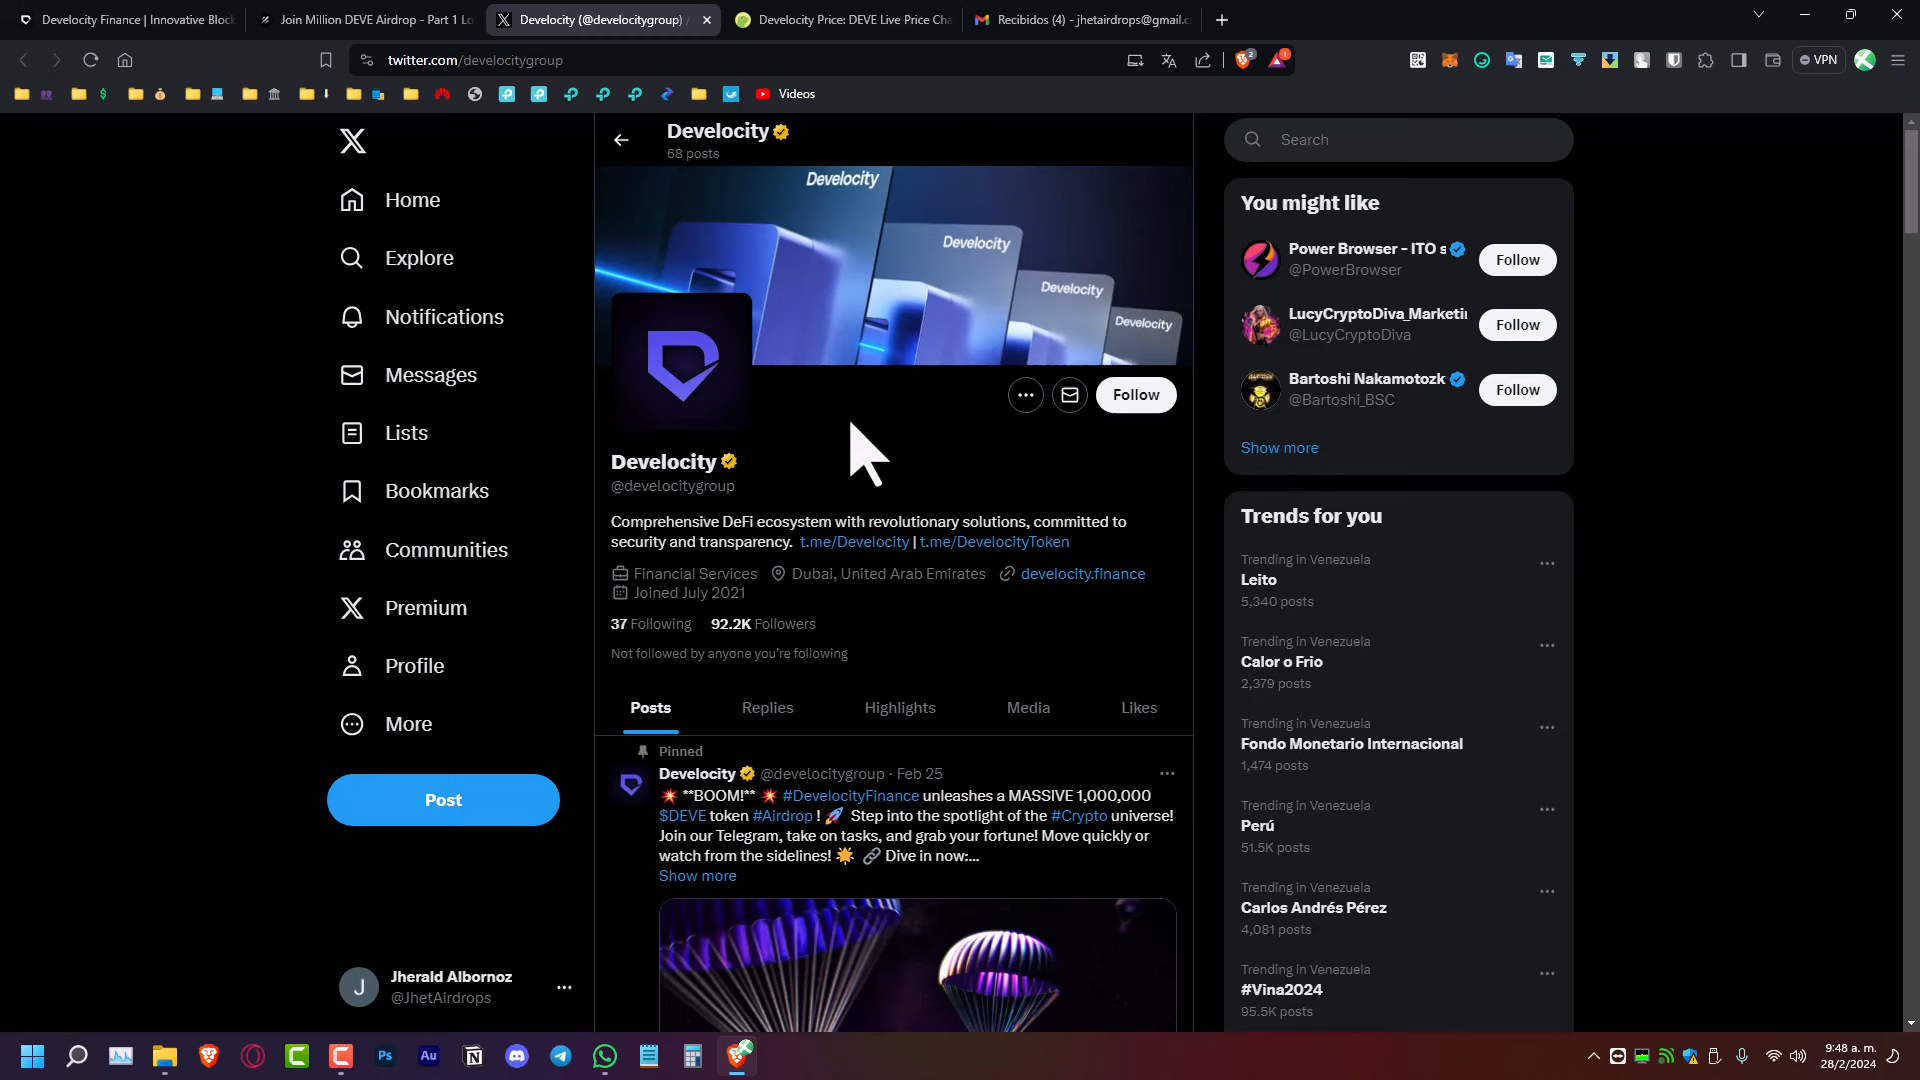 Develocity Finance | Innovative Block
Join Million DEVE Airdrop - Part 1 Lo
Develocity (@develocitygroup) /
Develocity Price: DEVE Live Price Cha
Recibidos (4) - jhetairdrops@gmail.c
twitter.com/develocitygroup
2
1
VPN
Videos
Home
Explore
Notifications
Messages
Lists
Bookmarks
Communities
Premium
Profile
More
Post
J
Jherald Albornoz
@JhetAirdrops
Develocity
68 posts
Develocity
Develocity
Develocity
Develocity
Follow
Develocity
@develocitygroup
Comprehensive DeFi ecosystem with revolutionary solutions, committed to
security and transparency. t.me/Develocity | t.me/DevelocityToken
Financial Services Dubai, United Arab Emirates develocity.finance
Joined July 2021
37 Following 92.2K Followers
Not followed by anyone you're following
Posts Replies Highlights Media Likes
Pinned
Develocity @develocitygroup · Feb 25
💥 **BOOM!** 💥 #DevelocityFinance unleashes a MASSIVE 1,000,000
$DEVE token #Airdrop ! 🚀 Step into the spotlight of the #Crypto universe!
Join our Telegram, take on tasks, and grab your fortune! Move quickly or
watch from the sidelines! 🌟 🔗 Dive in now:...
Show more
Search
You might like
Power Browser - ITO s
@PowerBrowser
Follow
LucyCryptoDiva_Marketi
@LucyCryptoDiva
Follow
Bartoshi Nakamotozk
@Bartoshi_BSC
Follow
Show more
Trends for you
Trending in Venezuela
Leito
5,340 posts
Trending in Venezuela
Calor o Frio
2,379 posts
Trending in Venezuela
Fondo Monetario Internacional
1,474 posts
Trending in Venezuela
Perú
51.5K posts
Trending in Venezuela
Carlos Andrés Pérez
4,081 posts
Trending in Venezuela
#Vina2024
95.5K posts
Ps
Au
9:48 a. m.
28/2/2024